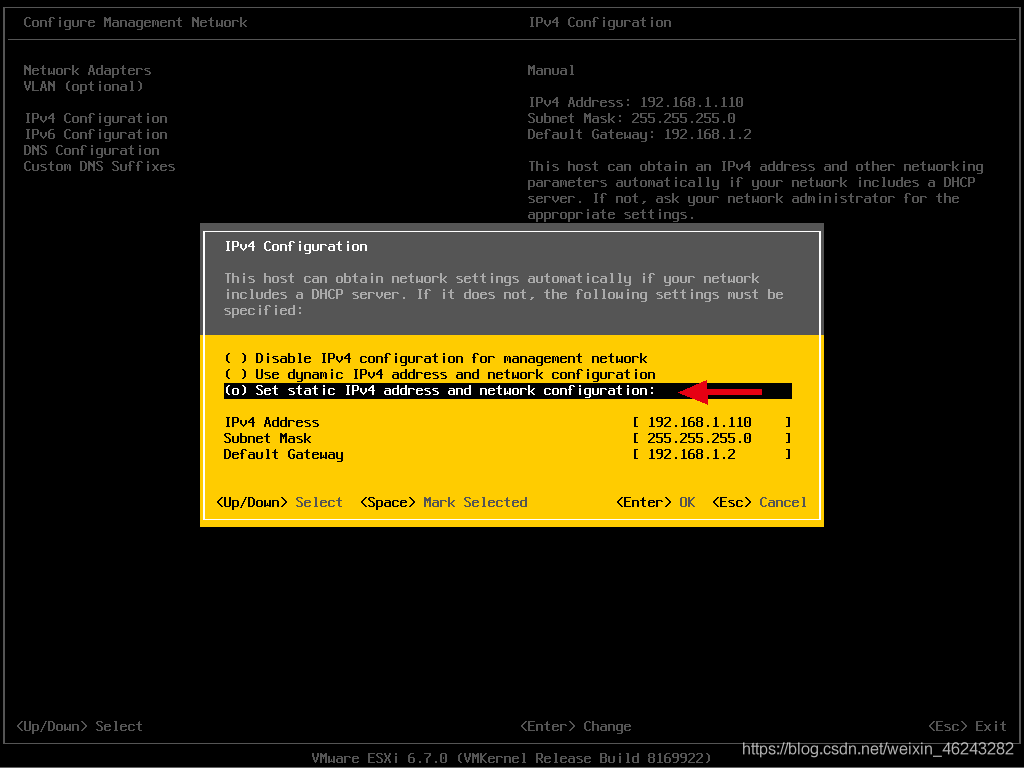 Configure Management Network
IPv4 Configuration
Network Adapters
VLAN (optional)
IPv4 Configuration
IPv6 Configuration
DNS Configuration
Custom DNS Suffixes
Manual
IPv4 Address: 192.168.1.110
Subnet Mask: 255.255.255.0
Default Gateway: 192.168.1.2
This host can obtain an IPv4 address and other networking
parameters automatically if your network includes a DHCP
server. If not, ask your network administrator for the
appropriate settings.
IPv4 Configuration
This host can obtain network settings automatically if your network
includes a DHCP server. If it does not, the following settings must be
specified:
( ) Disable IPv4 configuration for management network
( ) Use dynamic IPv4 address and network configuration
(o) Set static IPv4 address and network configuration:
IPv4 Address [ 192.168.1.110 ]
Subnet Mask [ 255.255.255.0 ]
Default Gateway [ 192.168.1.2 ]
<Up/Down> Select <Space> Mark Selected <Enter> OK <Esc> Cancel
<Up/Down> Select <Enter> Change <Esc> Exit
VMware ESXi 6.7.0 (VMKernel Release Build 8169922)
https://blog.csdn.net/weixin_46243282